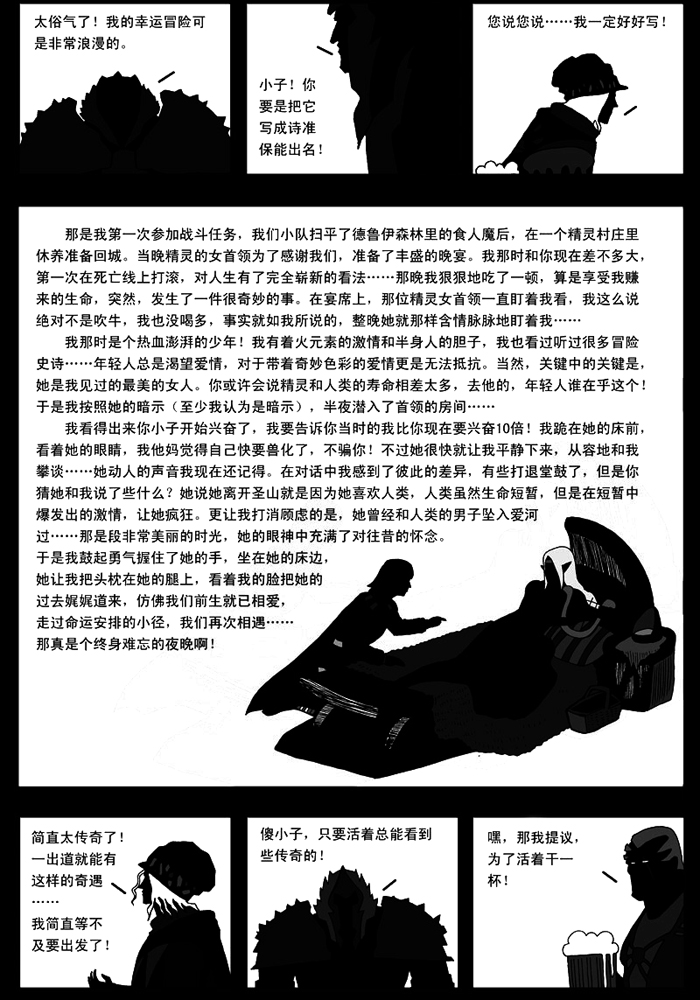 太俗气了！我的幸运冒险可
是非常浪漫的。
小子！你
要是把它
写成诗准
保能出名！
您说您说……我一定好好写！
那是我第一次参加战斗任务，我们小队扫平了德鲁伊森林里的食人魔后，在一个精灵村庄里
休养准备回城。当晚精灵的女首领为了感谢我们，准备了丰盛的晚宴。我那时和你现在差不多大，
第一次在死亡线上打滚，对人生有了完全崭新的看法……那晚我狠狠地吃了一顿，算是享受我赚
来的生命，突然，发生了一件很奇妙的事。在宴席上，那位精灵女首领一直盯着我看，我这么说
绝对不是吹牛，我也没喝多，事实就如我所说的，整晚她就那样含情脉脉地盯着我……
我那时是个热血澎湃的少年！我有着火元素的激情和半身人的胆子，我也看过听过很多冒险
史诗……年轻人总是渴望爱情，对于带着奇妙色彩的爱情更是无法抵抗。当然，关键中的关键是，
她是我见过的最美的女人。你或许会说精灵和人类的寿命相差太多，去他的，年轻人谁在乎这个！
于是我按照她的暗示（至少我认为是暗示），半夜潜入了首领的房间……
我看得出来你小子开始兴奋了，我要告诉你当时的我比你现在要兴奋10倍！我跪在她的床前，
看着她的眼睛，我他妈觉得自己快要兽化了，不骗你！不过她很快就让我平静下来，从容地和我
攀谈……她动人的声音我现在还记得。在对话中我感到了彼此的差异，有些打退堂鼓了，但是你
猜她和我说了些什么？她说她离开圣山就是因为她喜欢人类，人类虽然生命短暂，但是在短暂中
爆发出的激情，让她疯狂。更让我打消顾虑的是，她曾经和人类的男子坠入爱河
过……那是段非常美丽的时光，她的眼神中充满了对往昔的怀念。
于是我鼓起勇气握住了她的手，坐在她的床边，
她让我把头枕在她的腿上，看着我的脸把她的
过去娓娓道来，仿佛我们前生就已相爱，
走过命运安排的小径，我们再次相遇……
那真是个终身难忘的夜晚啊！
简直太传奇了！
一出道就能有
这样的奇遇
……
我简直等不
及要出发了！
傻小子，只要活着总能看到
些传奇的！
嘿，那我提议，
为了活着干一
杯！